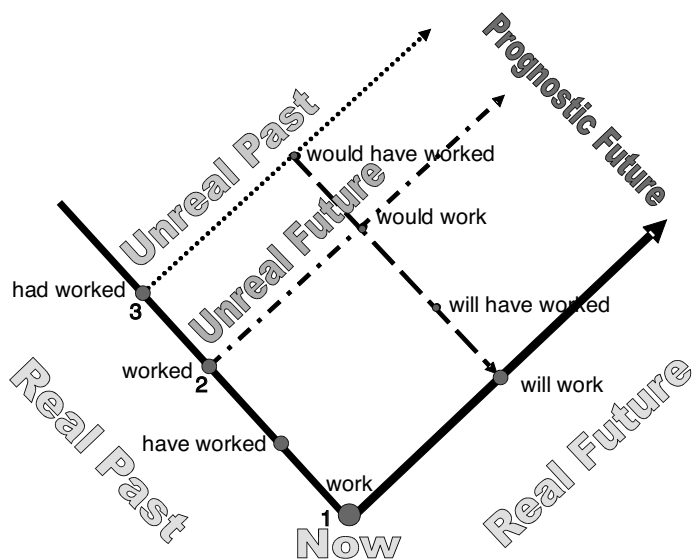 Prognostic Future
Unreal Past
would have worked
Unreal Future
would work
had worked
3
will have worked
worked
2
will work
Real Past
have worked
Real Future
work
1
Now